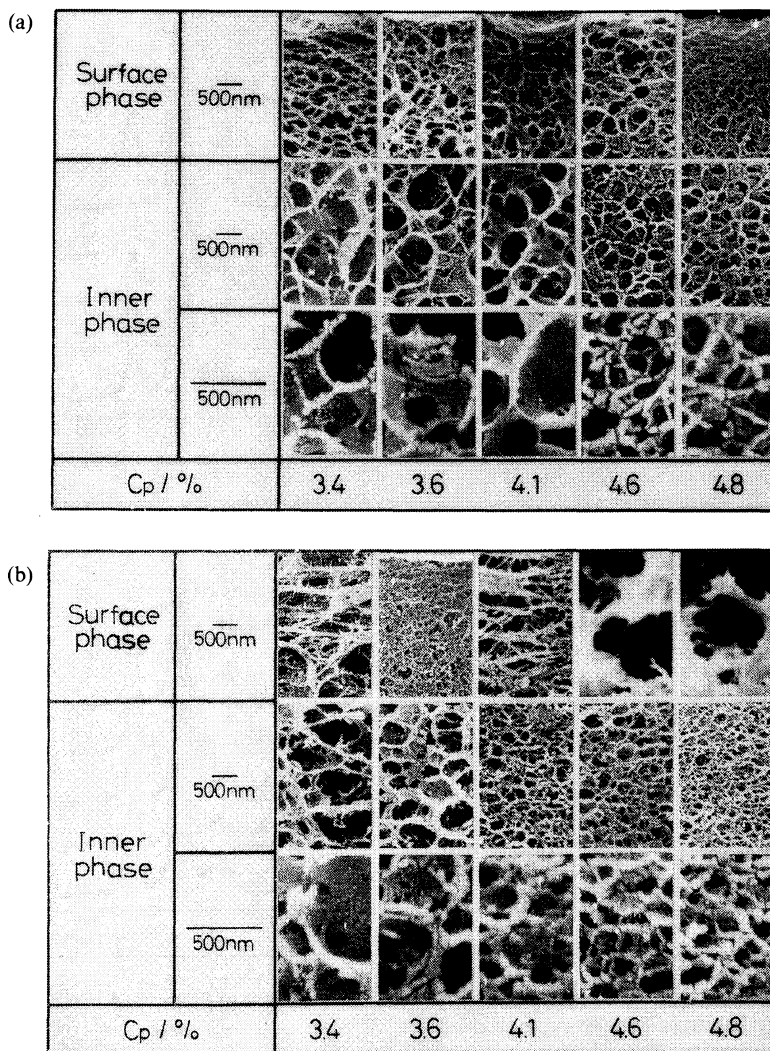 (a)
Surface
phase
500nm
Inner
phase
500nm
500nm
Cp / %
3.4
3.6
4.1
4.6
4.8
(b)
Surface
phase
500nm
Inner
phase
500nm
500nm
Cp / %
3.4
3.6
4.1
4.6
4.8